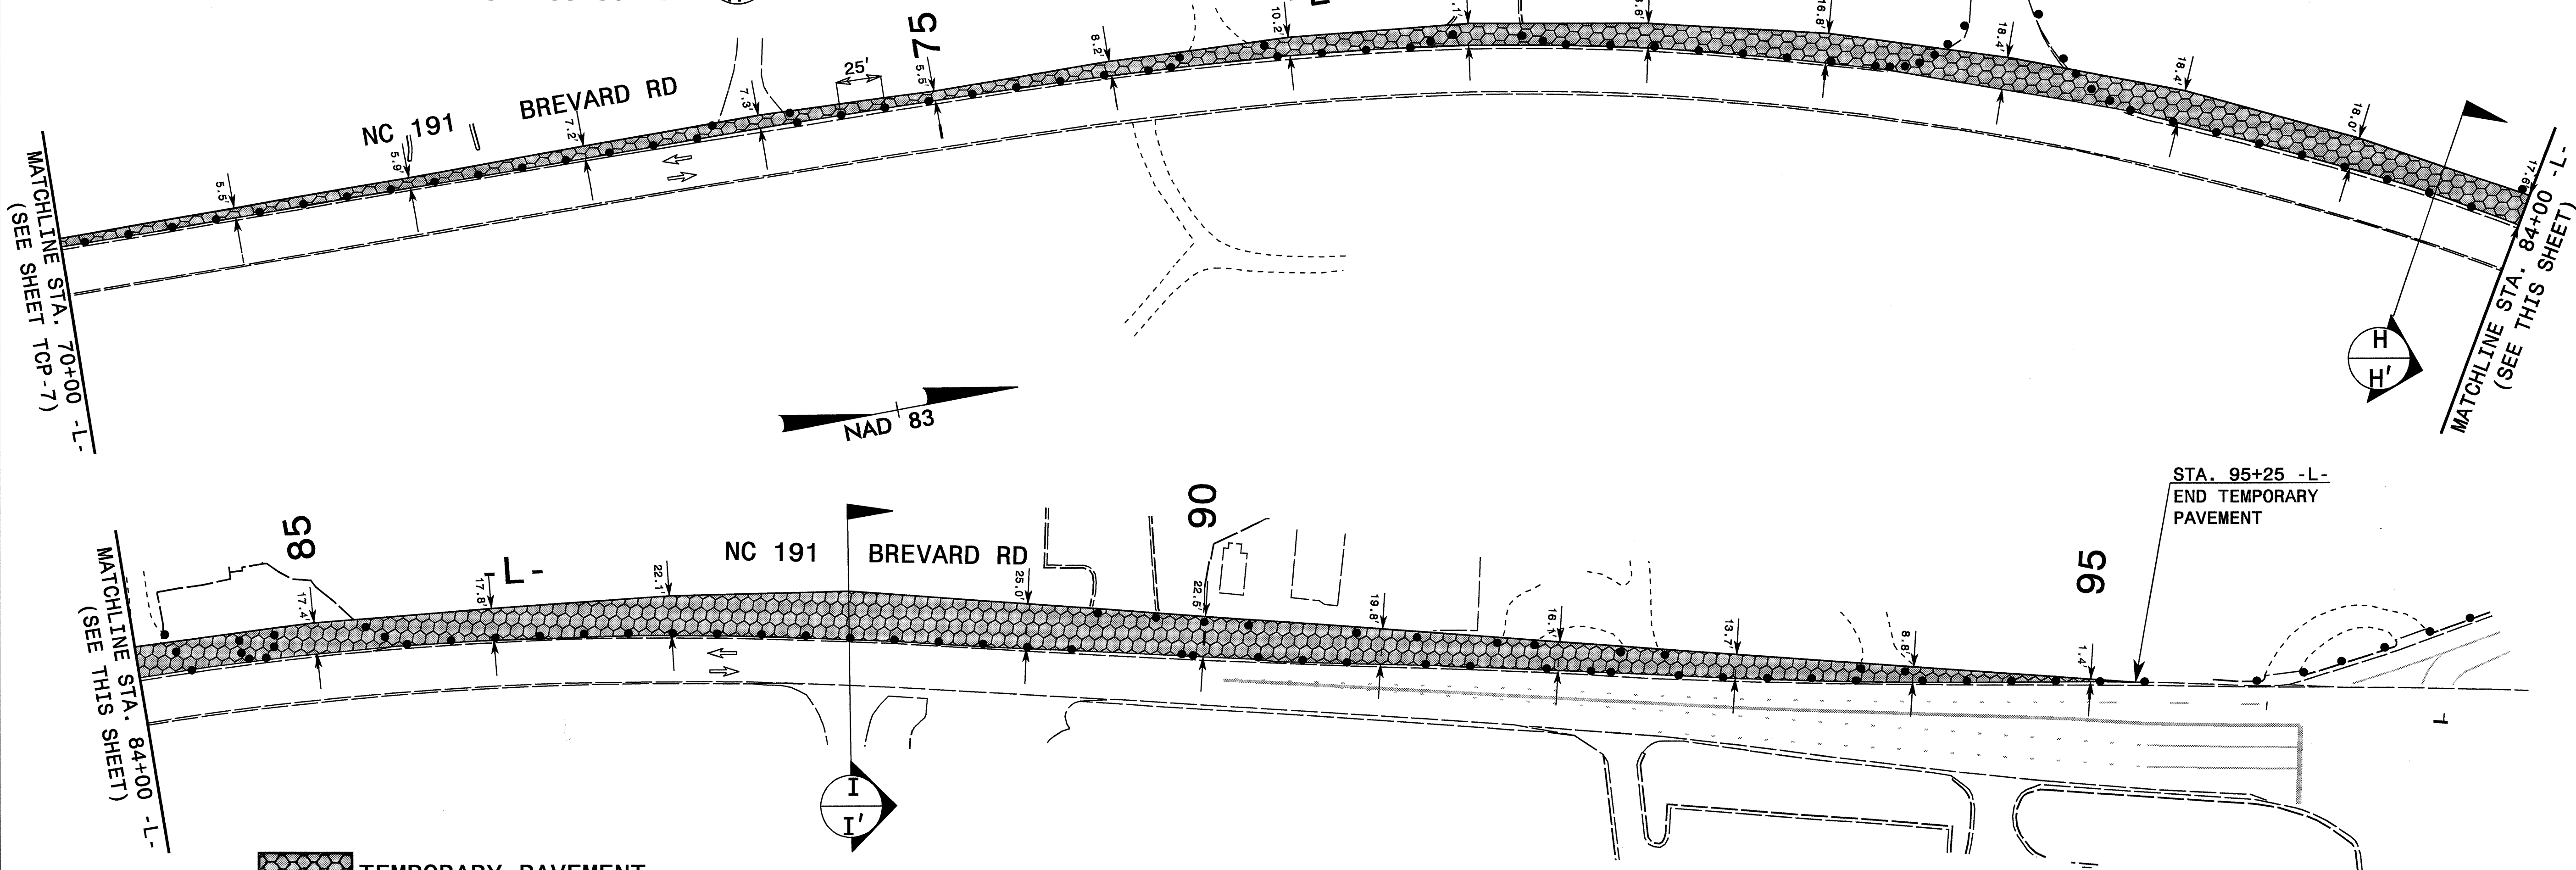 75
5.5'
5.9'
7.2'
7.3'
25'
5.5'
8.2'
10.2'
16.8'
18.4'
18.4'
18.0'
17.6'
NC 191
BREVARD RD
MATCHLINE STA. 70+00 -L-
(SEE SHEET TCP-7)
MATCHLINE STA. 84+00 -L-
(SEE THIS SHEET)
H
H'
NAD 83
MATCHLINE STA. 84+00 -L-
(SEE THIS SHEET)
85
-L-
NC 191
BREVARD RD
90
95
17.4'
17.8'
22.1'
25.0'
22.5'
19.8'
16.1'
13.7'
8.8'
1.4'
STA. 95+25 -L-
END TEMPORARY
PAVEMENT
I
I'
TEMPORARY PAVEMENT